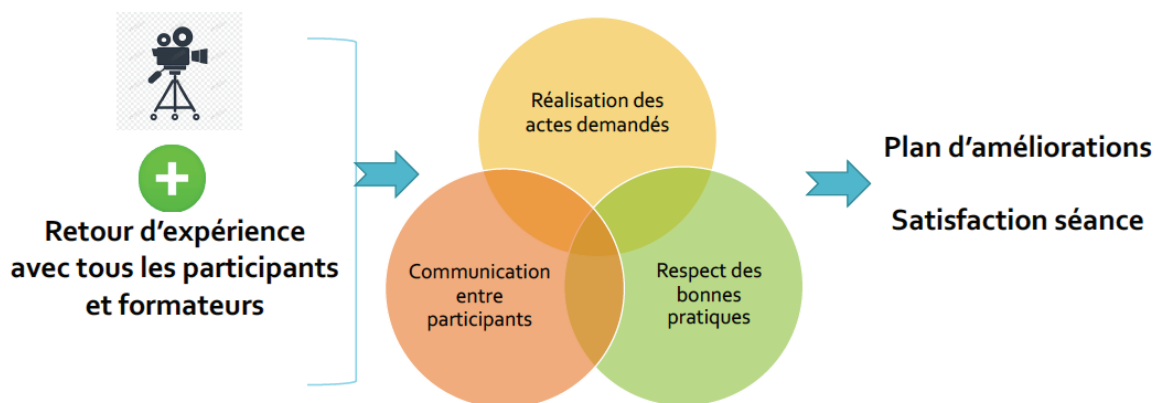 Retour d’expérience
avec tous les participants
et formateurs
Réalisation des
actes demandés
Communication
entre
participants
Respect des
bonnes
pratiques
Plan d’améliorations
Satisfaction séance